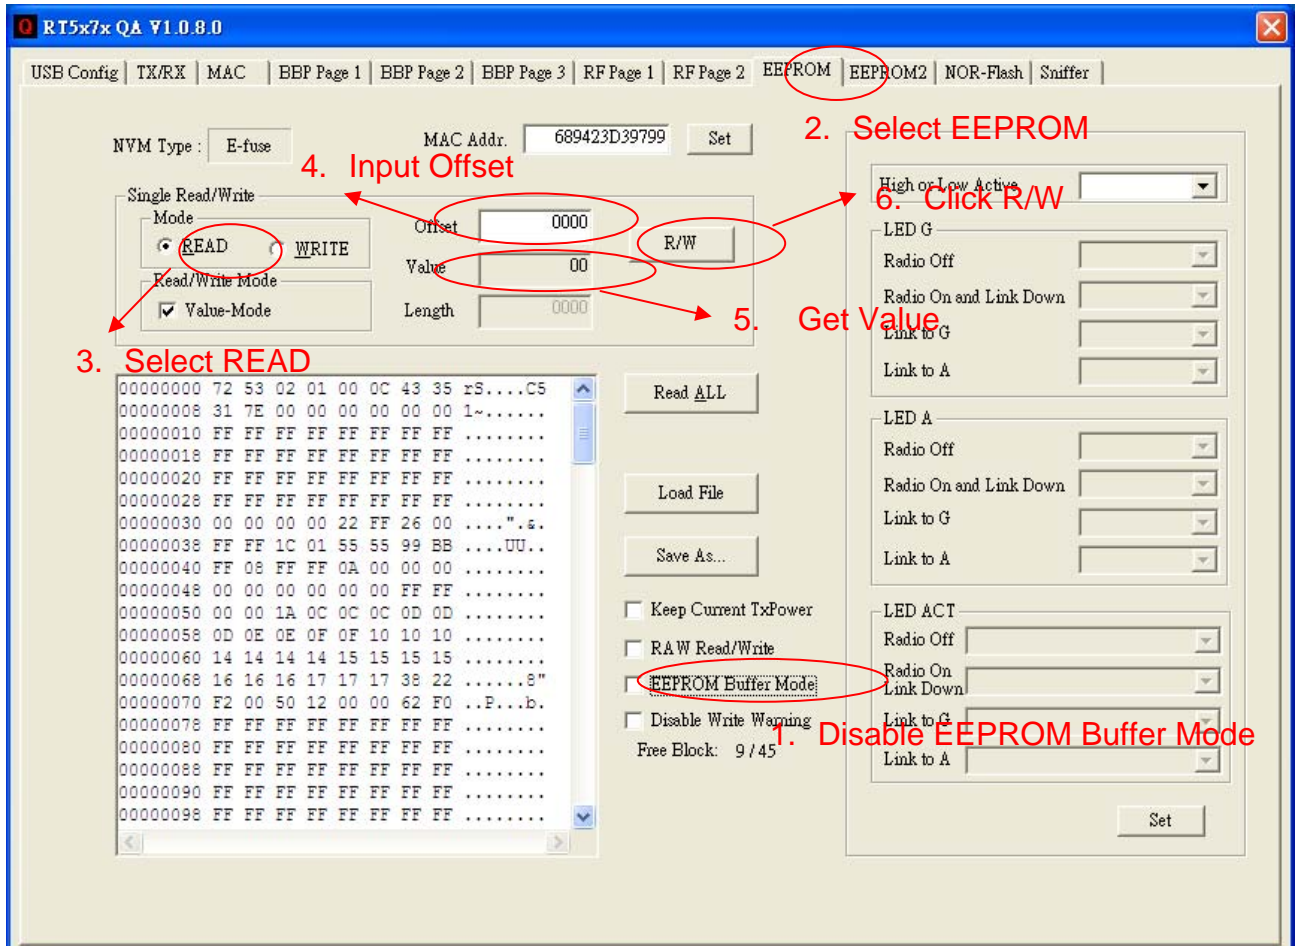 Q RT5x7x QA V1.0.8.0
USB Config TX/RX MAC BBP Page 1 BBP Page 2 BBP Page 3 RF Page 1 RF Page 2 EEPROM EEPROM2 NOR-Flash Sniffer
2. Select EEPROM
NVM Type : E-fuse
MAC Addr. 689423D39799 Set
4. Input Offset
Single Read/Write
Mode
READ WRITE
Offset 0000
R/W
6. Click R/W
Value 00
Read/Write Mode
Value-Mode
Length 0000
5. Get Value
3. Select READ
00000000 72 53 02 01 00 0C 43 35 rS....C5
00000008 31 7E 00 00 00 00 00 00 1~......
00000010 FF FF FF FF FF FF FF FF ........
00000018 FF FF FF FF FF FF FF FF ........
00000020 FF FF FF FF FF FF FF FF ........
00000028 FF FF FF FF FF FF FF FF ........
00000030 00 00 00 00 22 FF 26 00 ....".&.
00000038 FF FF 1C 01 55 55 99 BB ....UU..
00000040 FF 08 FF FF 0A 00 00 00 ........
00000048 00 00 00 00 00 00 FF FF ........
00000050 00 00 1A 0C 0C 0C 0D 0D ........
00000058 0D 0E 0E 0F 0F 10 10 10 ........
00000060 14 14 14 14 15 15 15 15 ........
00000068 16 16 16 17 17 17 38 22 ......8"
00000070 F2 00 50 12 00 00 62 F0 ..P...b.
00000078 FF FF FF FF FF FF FF FF ........
00000080 FF FF FF FF FF FF FF FF ........
00000088 FF FF FF FF FF FF FF FF ........
00000090 FF FF FF FF FF FF FF FF ........
00000098 FF FF FF FF FF FF FF FF ........
Read ALL
Load File
Save As...
Keep Current TxPower
RAW Read/Write
EEPROM Buffer Mode
Disable Write Warning
1. Disable EEPROM Buffer Mode
Free Block: 9 / 45
High or Low Active
LED G
Radio Off
Radio On and Link Down
Link to G
Link to A
LED A
Radio Off
Radio On and Link Down
Link to G
Link to A
LED ACT
Radio Off
Radio On
Link Down
Link to G
Link to A
Set